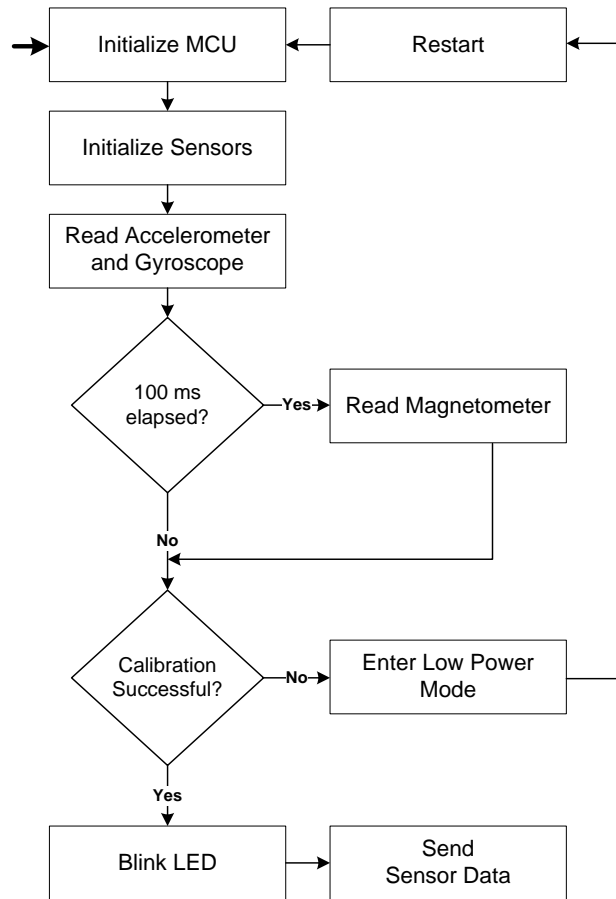 Initialize MCU
Restart
Initialize Sensors
Read Accelerometer
and Gyroscope
100 ms
elapsed?
Yes
Read Magnetometer
No
Calibration
Successful?
No
Enter Low Power
Mode
Yes
Blink LED
Send
Sensor Data